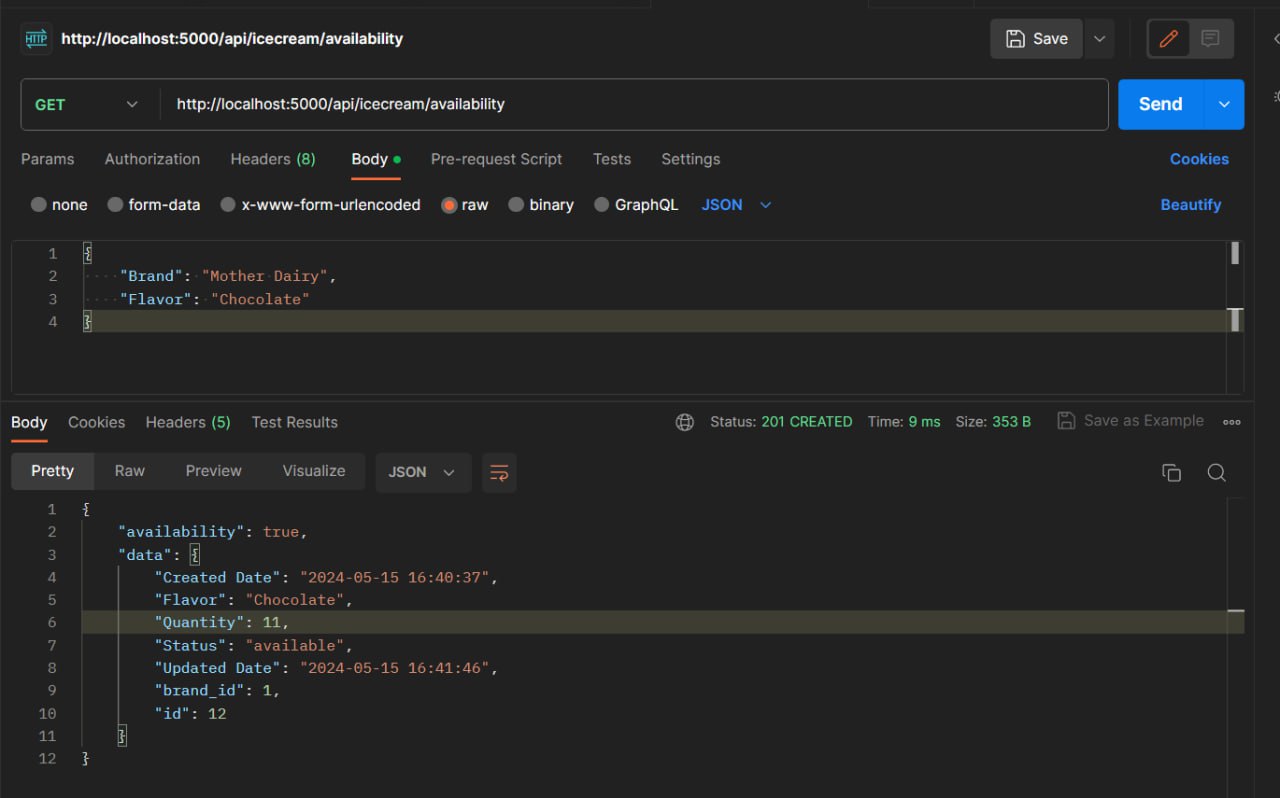 HTTP http://localhost:5000/api/icecream/availability Save
GET http://localhost:5000/api/icecream/availability Send
Params Authorization Headers (8) Body Pre-request Script Tests Settings Cookies
none form-data x-www-form-urlencoded raw binary GraphQL JSON Beautify
1 {
2 "Brand": "Mother Dairy",
3 "Flavor": "Chocolate"
4 }
Body Cookies Headers (5) Test Results Status: 201 CREATED Time: 9 ms Size: 353 B Save as Example
Pretty Raw Preview Visualize JSON
1 {
2 "availability": true,
3 "data": {
4 "Created Date": "2024-05-15 16:40:37",
5 "Flavor": "Chocolate",
6 "Quantity": 11,
7 "Status": "available",
8 "Updated Date": "2024-05-15 16:41:46",
9 "brand_id": 1,
10 "id": 12
11 }
12 }